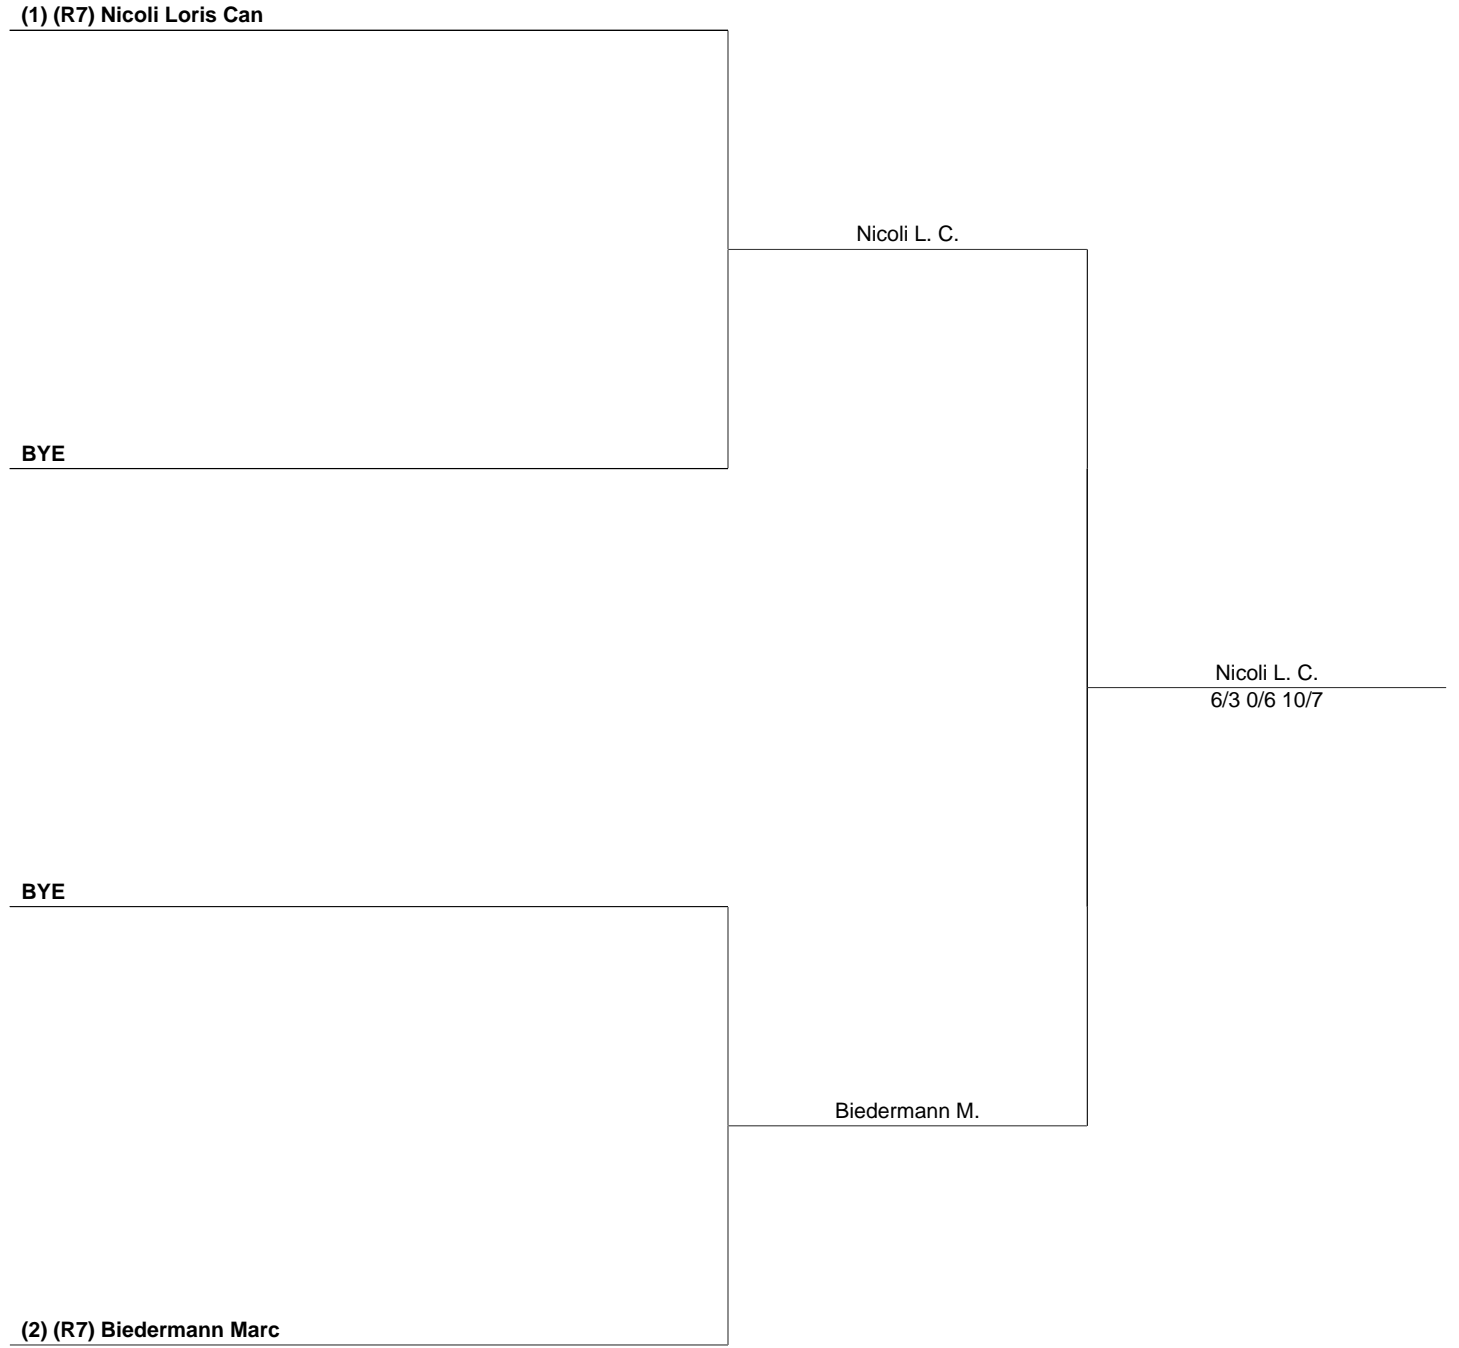 (1) (R7) Nicoli Loris Can
Nicoli L. C.
BYE
Nicoli L. C.
6/3 0/6 10/7
BYE
Biedermann M.
(2) (R7) Biedermann Marc